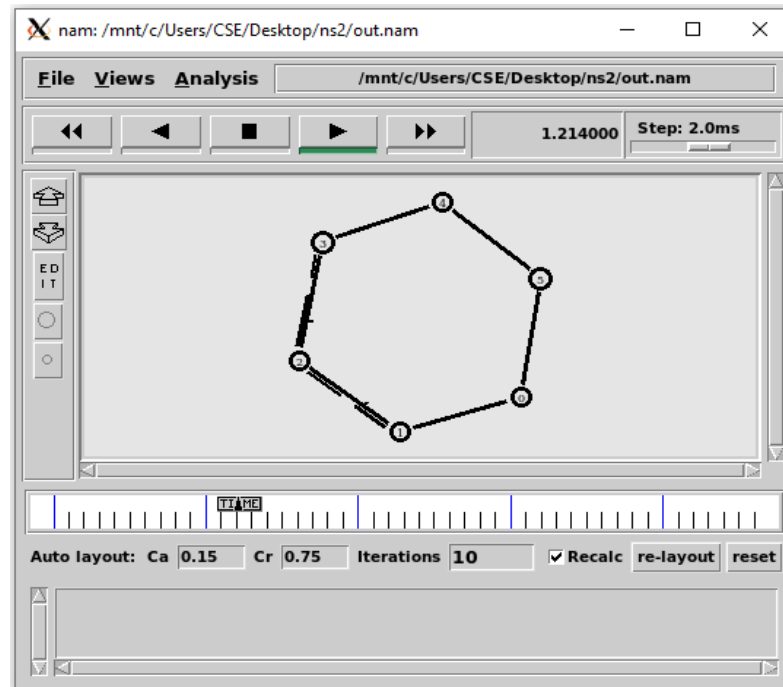 nam: /mnt/c/Users/CSE/Desktop/ns2/out.nam
File Views Analysis /mnt/c/Users/CSE/Desktop/ns2/out.nam
1.214000 Step: 2.0ms
4
3
ED
IT
5
2
0
1
TIME
Auto layout: Ca 0.15 Cr 0.75 Iterations 10 Recalc re-layout reset